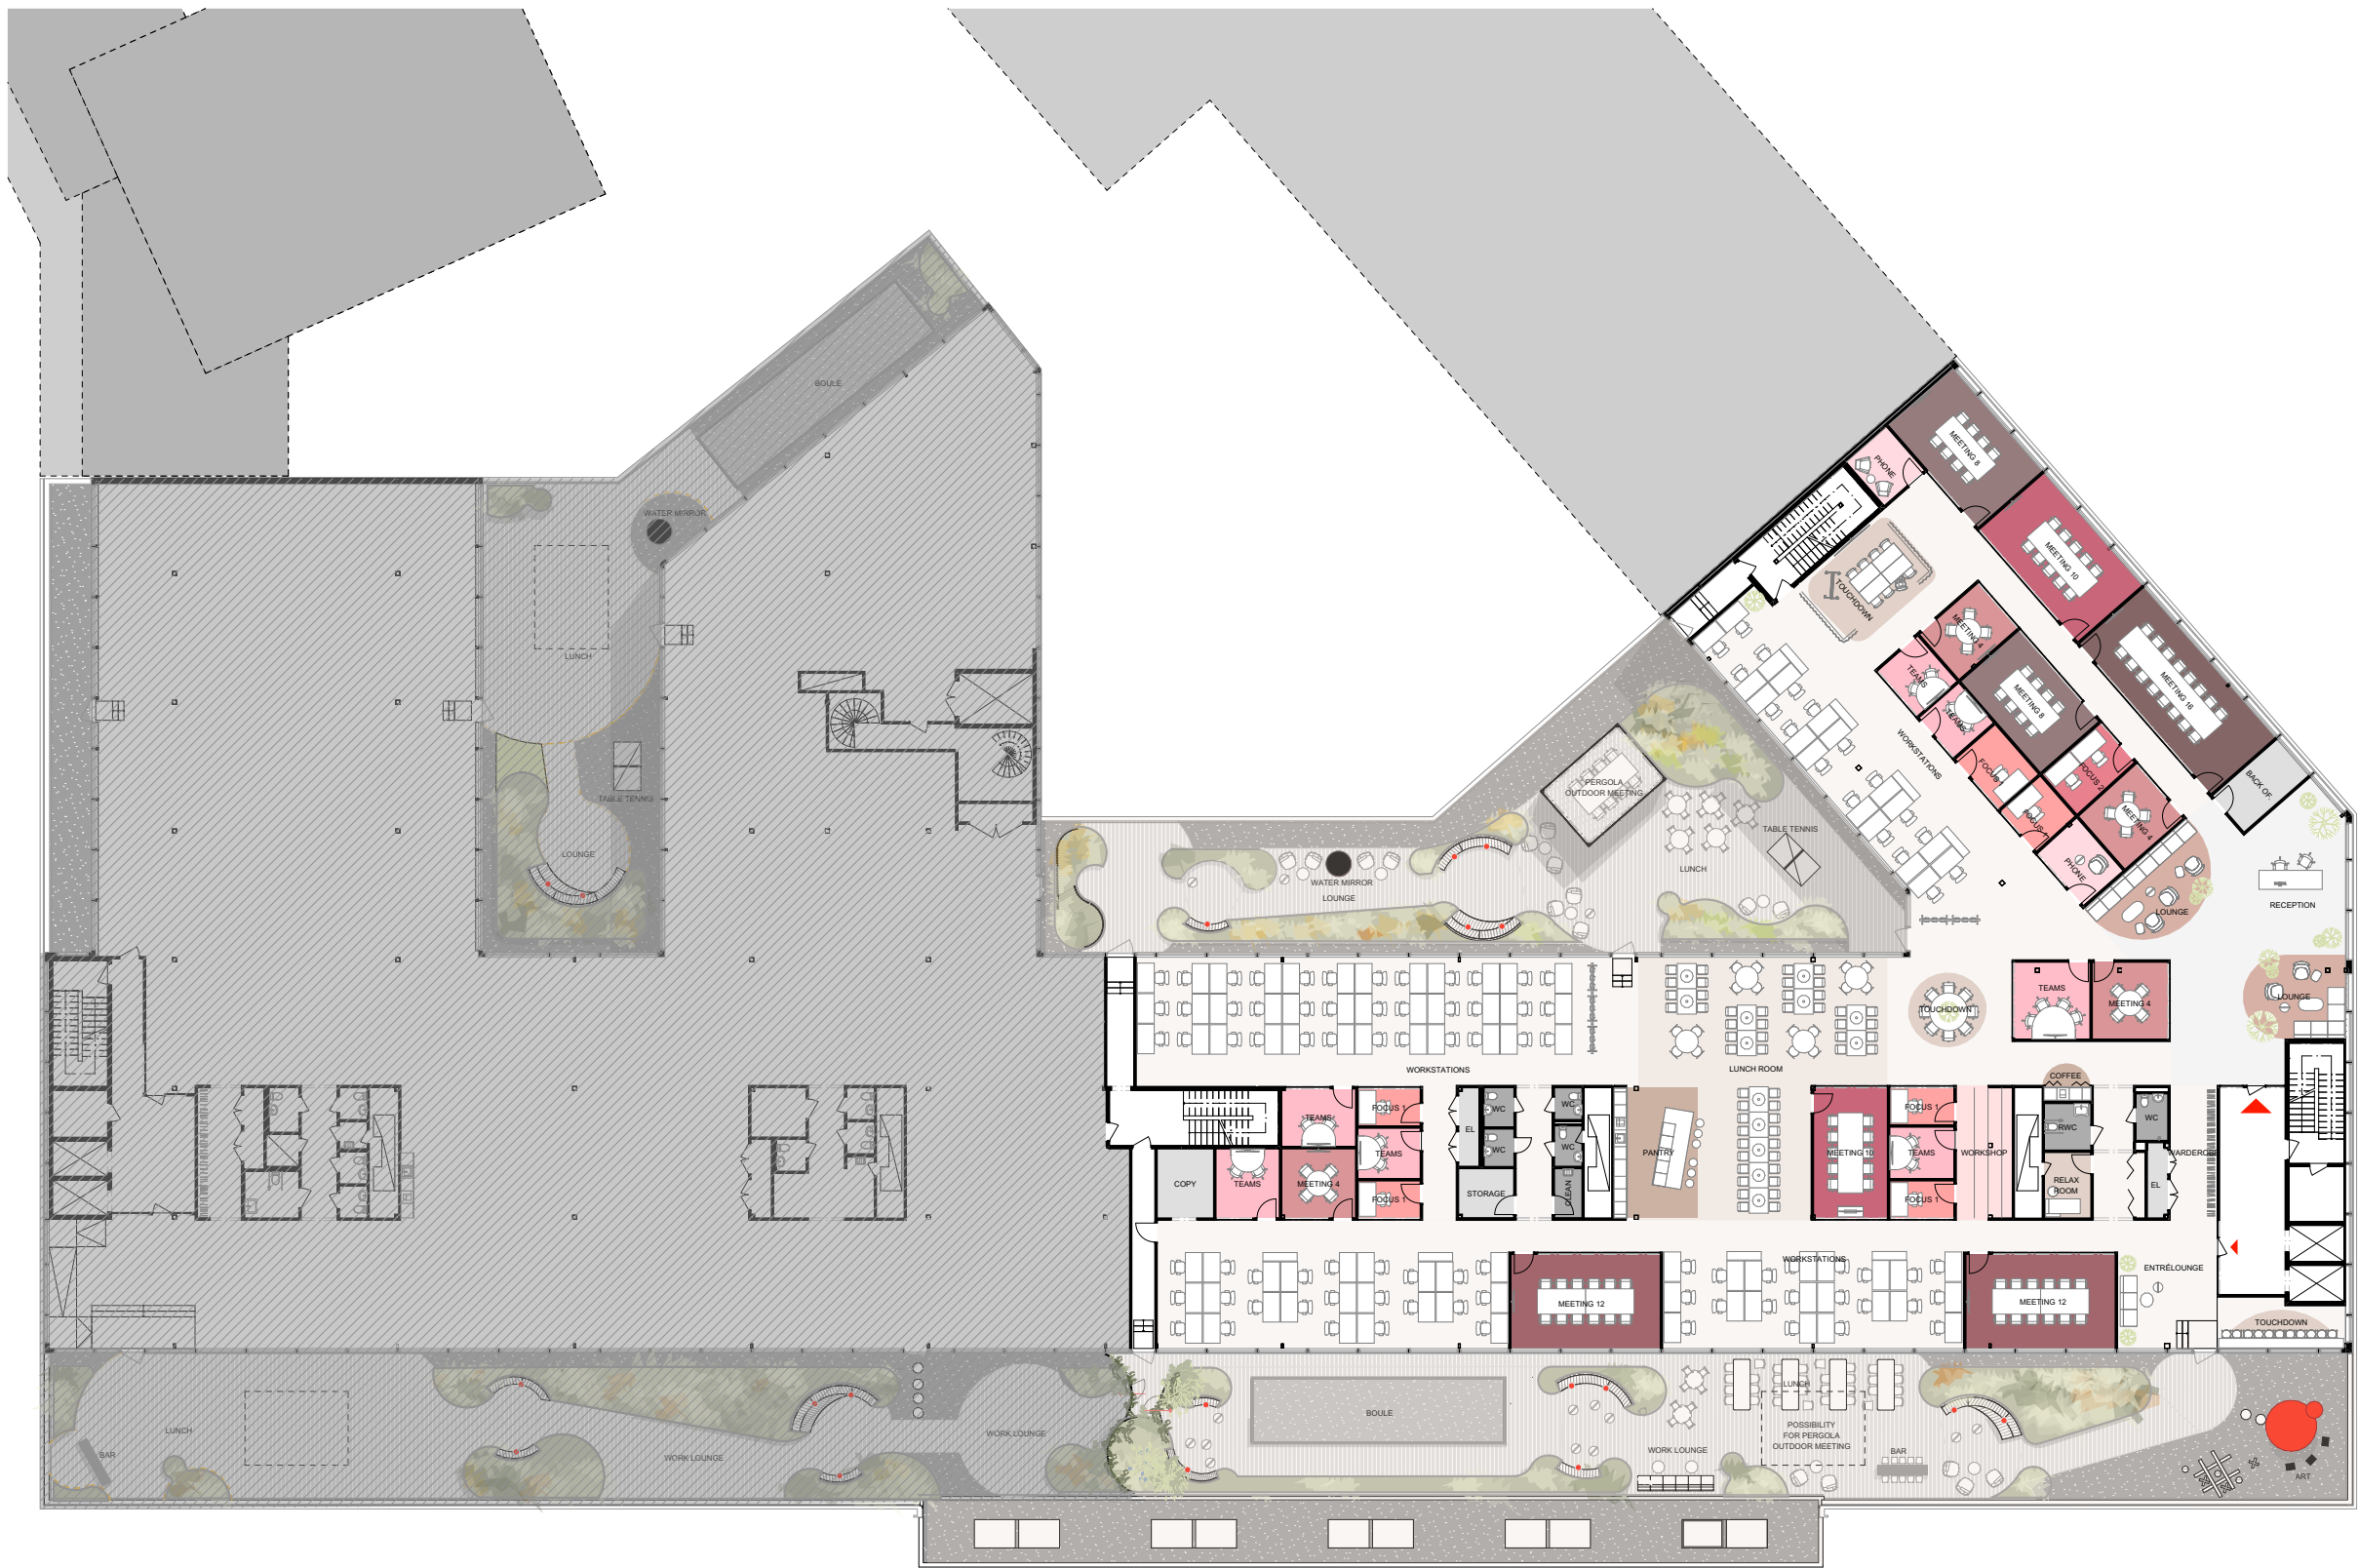 BOULE
MEETING 8
PHONE
WATER MIRROR
MEETING 10
TOUCHDOWN
LUNCH
MEETING 4
TEAMS
MEETING 16
MEETING 8
TEAMS
WORKSTATIONS
TABLE TENNIS
PERGOLA
OUTDOOR MEETING
FOCUS 1
FOCUS 2
BACK OF
FOCUS 1
MEETING 4
TABLE TENNIS
LOUNGE
PHONE
LUNCH
WATER MIRROR
LOUNGE
RECEPTION
LOUNGE
TEAMS
MEETING 4
LOUNGE
TOUCHDOWN
WORKSTATIONS
LUNCH ROOM
COFFEE
TEAMS
FOCUS 1
WC
WC
FOCUS 1
WC
EL
RWC
WC
WC
TEAMS
PANTRY
MEETING 10
TEAMS
WORKSHOP
WARDEROBE
COPY
TEAMS
MEETING 4
FOCUS 1
STORAGE
CLEAN
FOCUS 1
RELAX
ROOM
EL
WORKSTATIONS
ENTRÉLOUNGE
MEETING 12
MEETING 12
TOUCHDOWN
LUNCH
BAR
WORK LOUNGE
WORK LOUNGE
BOULE
LUNCH
POSSIBILITY
FOR PERGOLA
OUTDOOR MEETING
WORK LOUNGE
BAR
ART